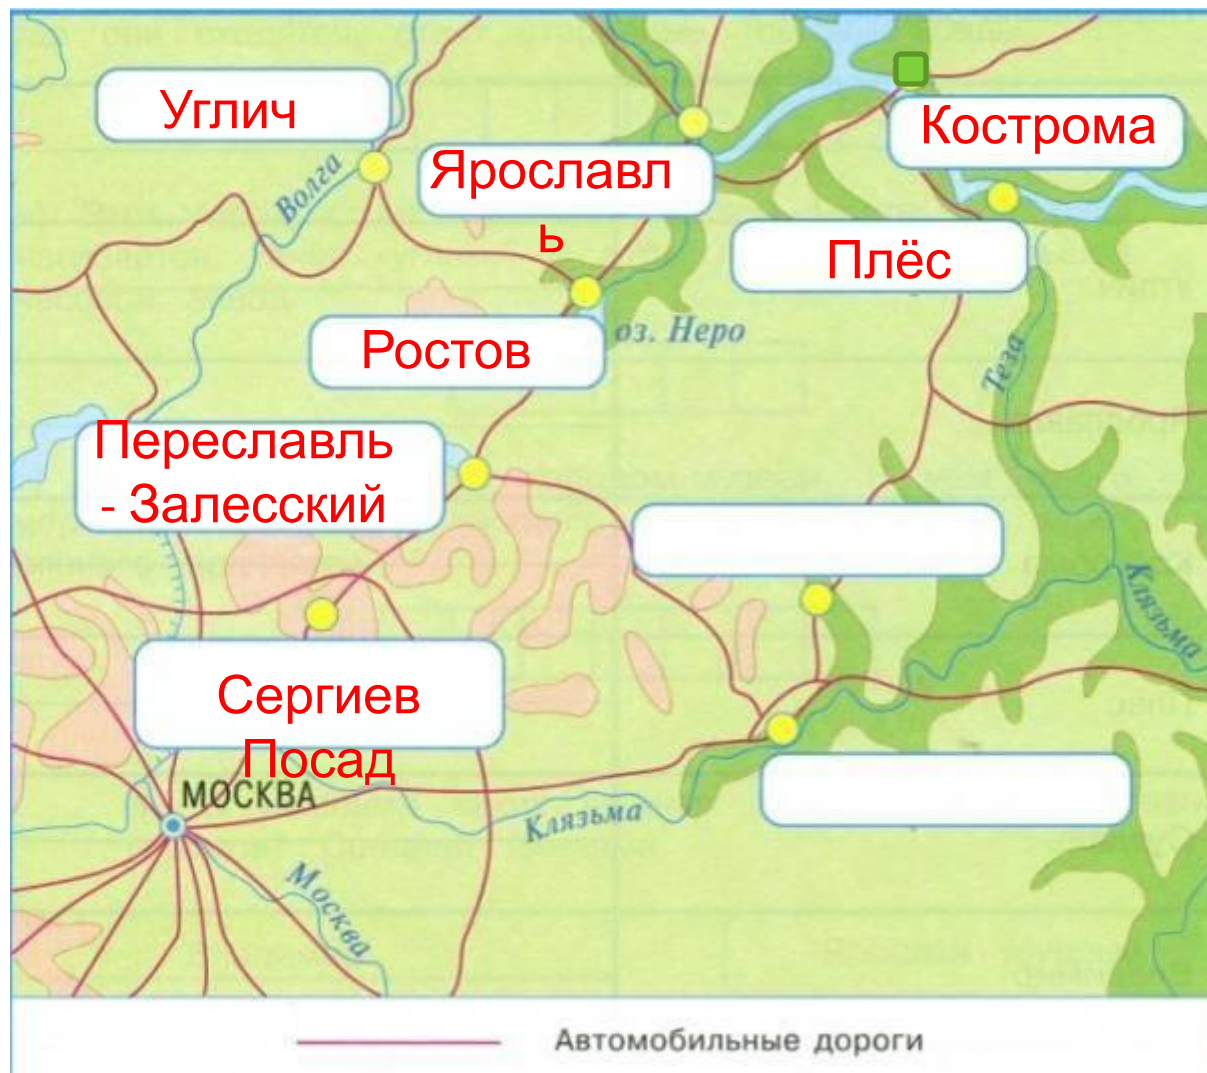 Углич
Кострома
Ярославл
ь
Волга
Плёс
оз. Неро
Ростов
Теза
Переславль
- Залесский
Клязьма
Сергиев
Посад
МОСКВА
Клязьма
Москва
Автомобильные дороги